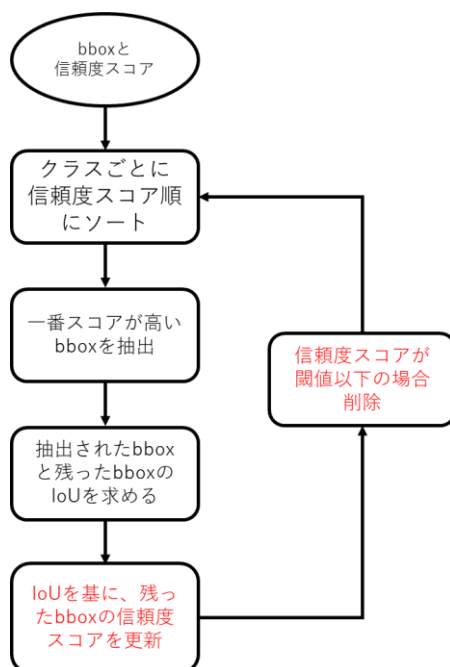 bboxと
信頼度スコア
クラスごとに
信頼度スコア順
にソート
一番スコアが高い
bboxを抽出
抽出されたbbox
と残ったbboxの
IoUを求める
IoUを基に、残っ
たbboxの信頼度
スコアを更新
信頼度スコアが
閾値以下の場合
削除